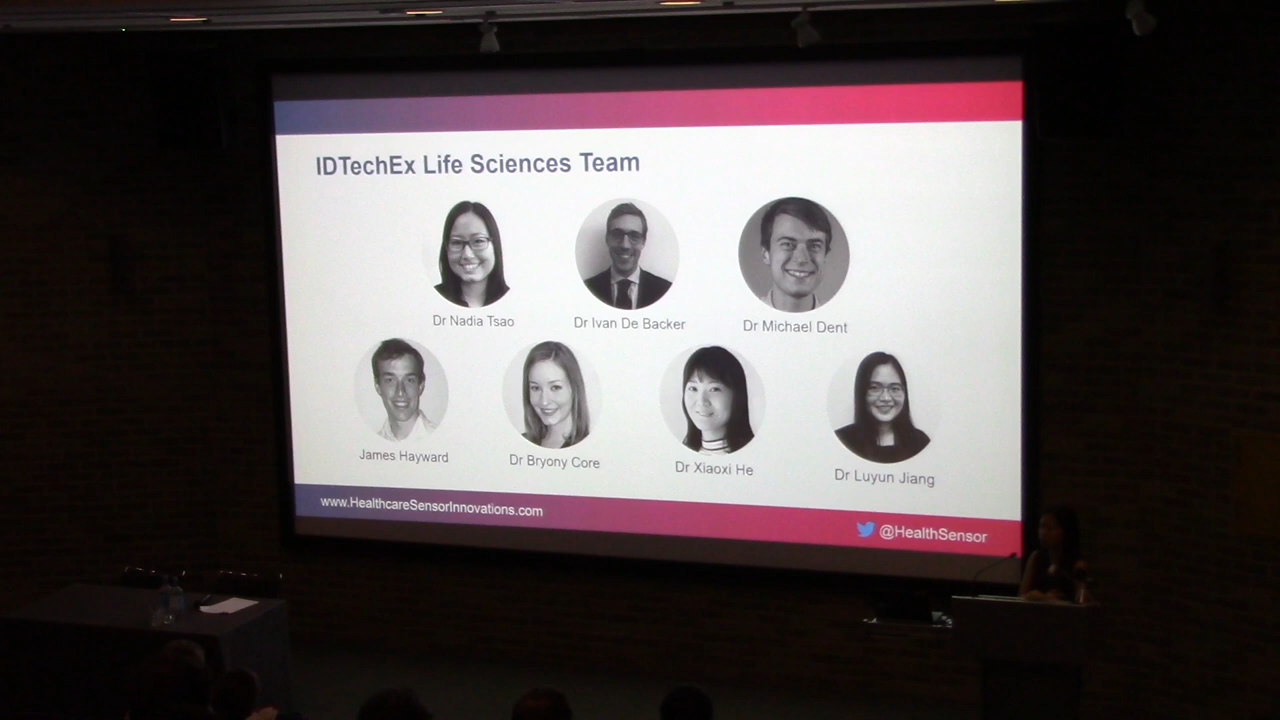 IDTechEx Life Sciences Team
Dr Nadia Tsao
Dr Ivan De Backer
Dr Michael Dent
James Hayward
Dr Bryony Core
Dr Xiaoxi He
Dr Luyun Jiang
www.HealthcareSensorInnovations.com
@HealthSensor